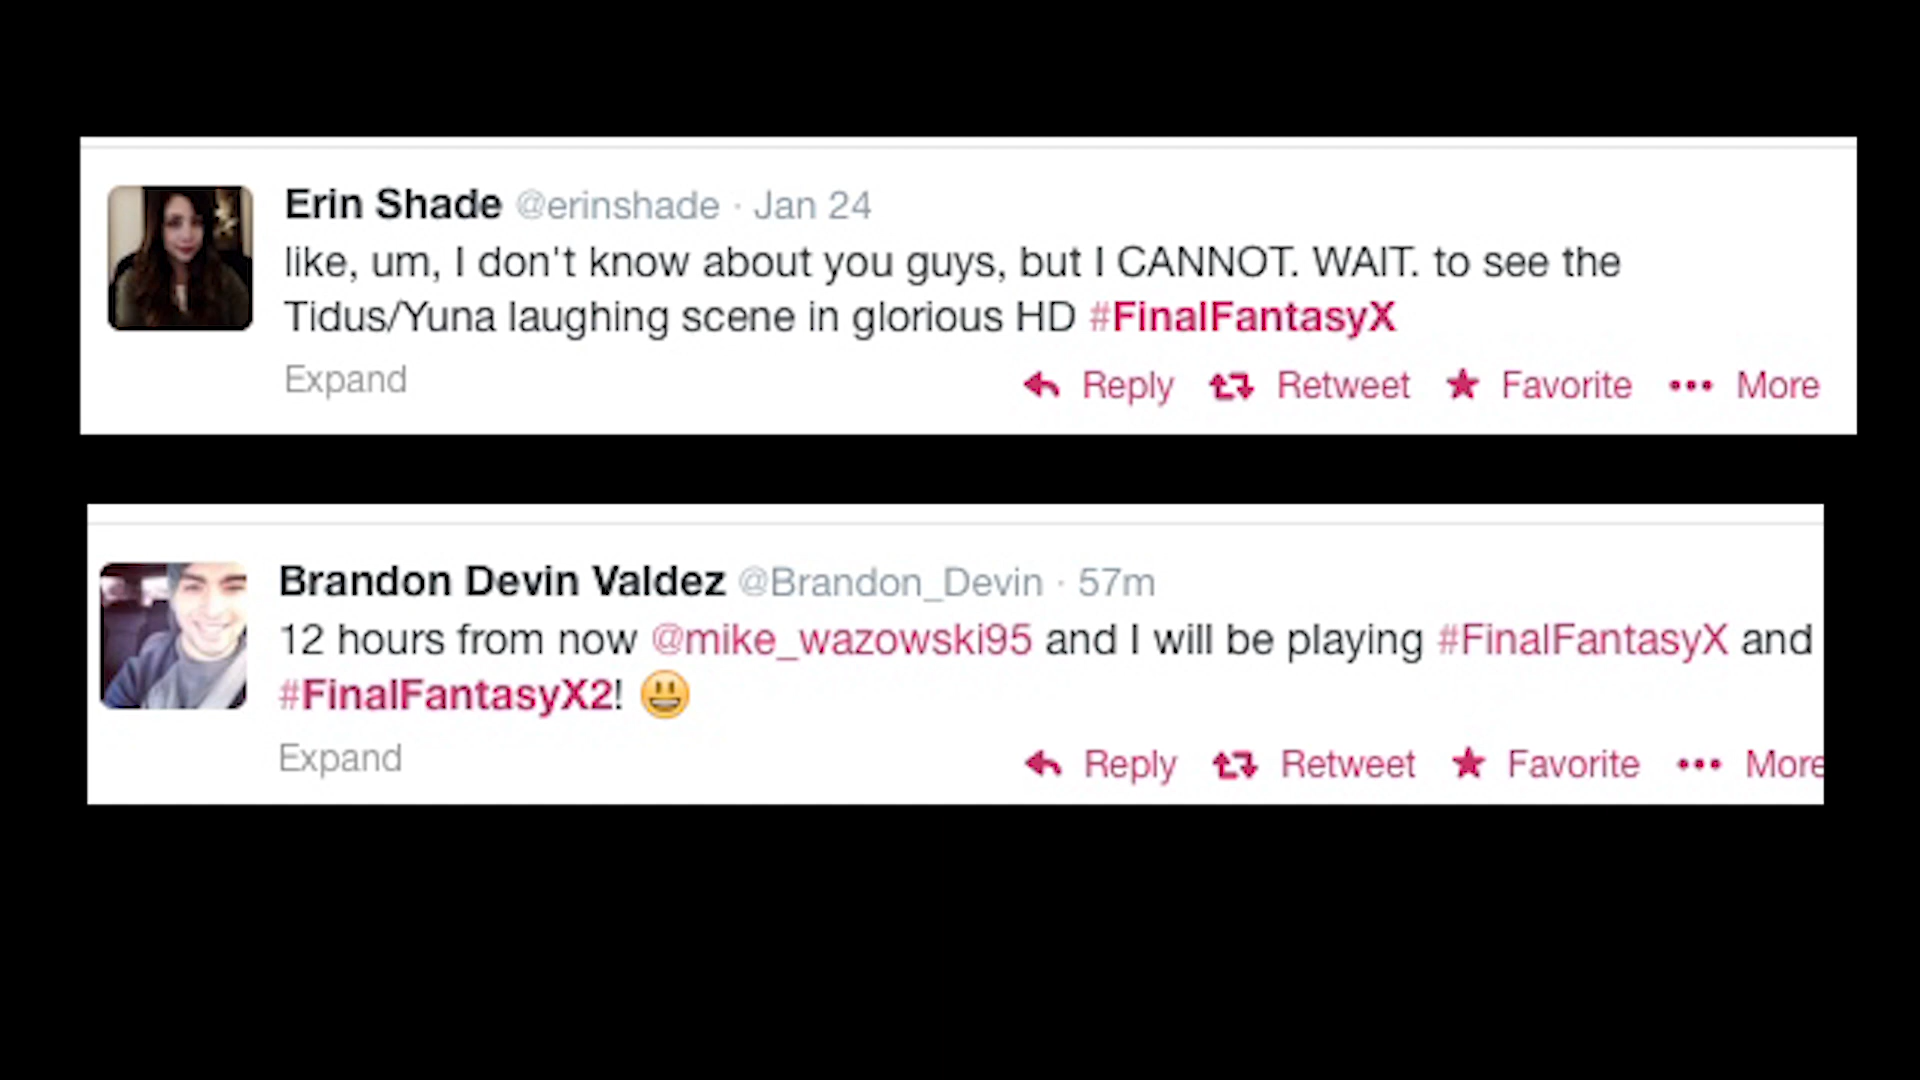 Erin Shade @erinshade · Jan 24
like, um, I don't know about you guys, but I CANNOT. WAIT. to see the
Tidus/Yuna laughing scene in glorious HD #FinalFantasyX
Expand Reply Retweet Favorite ••• More
Brandon Devin Valdez @Brandon_Devin · 57m
12 hours from now @mike_wazowski95 and I will be playing #FinalFantasyX and
#FinalFantasyX2! 😃
Expand Reply Retweet Favorite ••• More